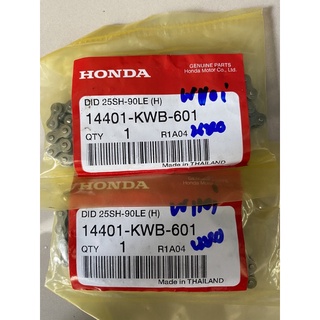 GENUINE PARTS
Honda Motor Co., Ltd.
HONDA
DID 25SH-90LE (H)
14401-KWB-601
QTY 1 R1A04
Made in THAILAND
DID 25SH-90LE (H)
14401-KWB-601
QTY 1 R1A04
Made in THAILAND